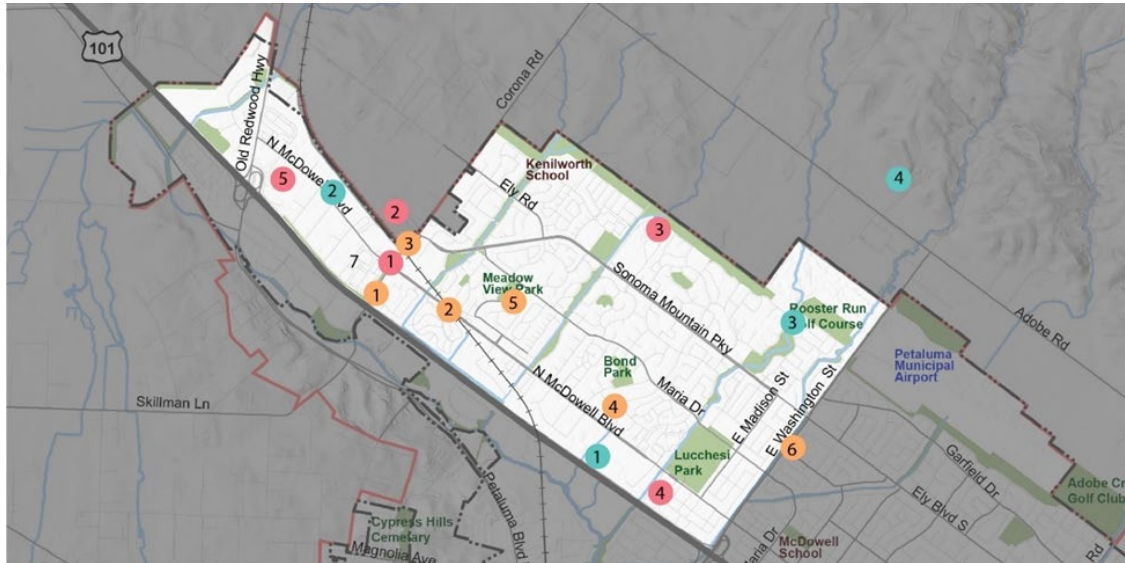 101
Old Redwood Hwy
Corona Rd
N McDowell Blvd
Kenilworth
School
Ely Rd
5
2
4
2
3
3
1
7
1
Meadow
View Park
5
2
Sonoma Mountain Pky
Rooster Run
Golf Course
3
Adobe Rd
Petaluma
Municipal
Airport
Bond
Park
Maria Dr
N McDowell Blvd
4
E Madison St
E Washington St
Skillman Ln
1
Lucchesi
Park
6
4
Garfield Dr
Ely Blvd S
Adobe Cr
Golf Club
Petaluma Blvd
Cypress Hills
Cemetary
Magnolia Ave
Maria Dr
McDowell
School
Rd